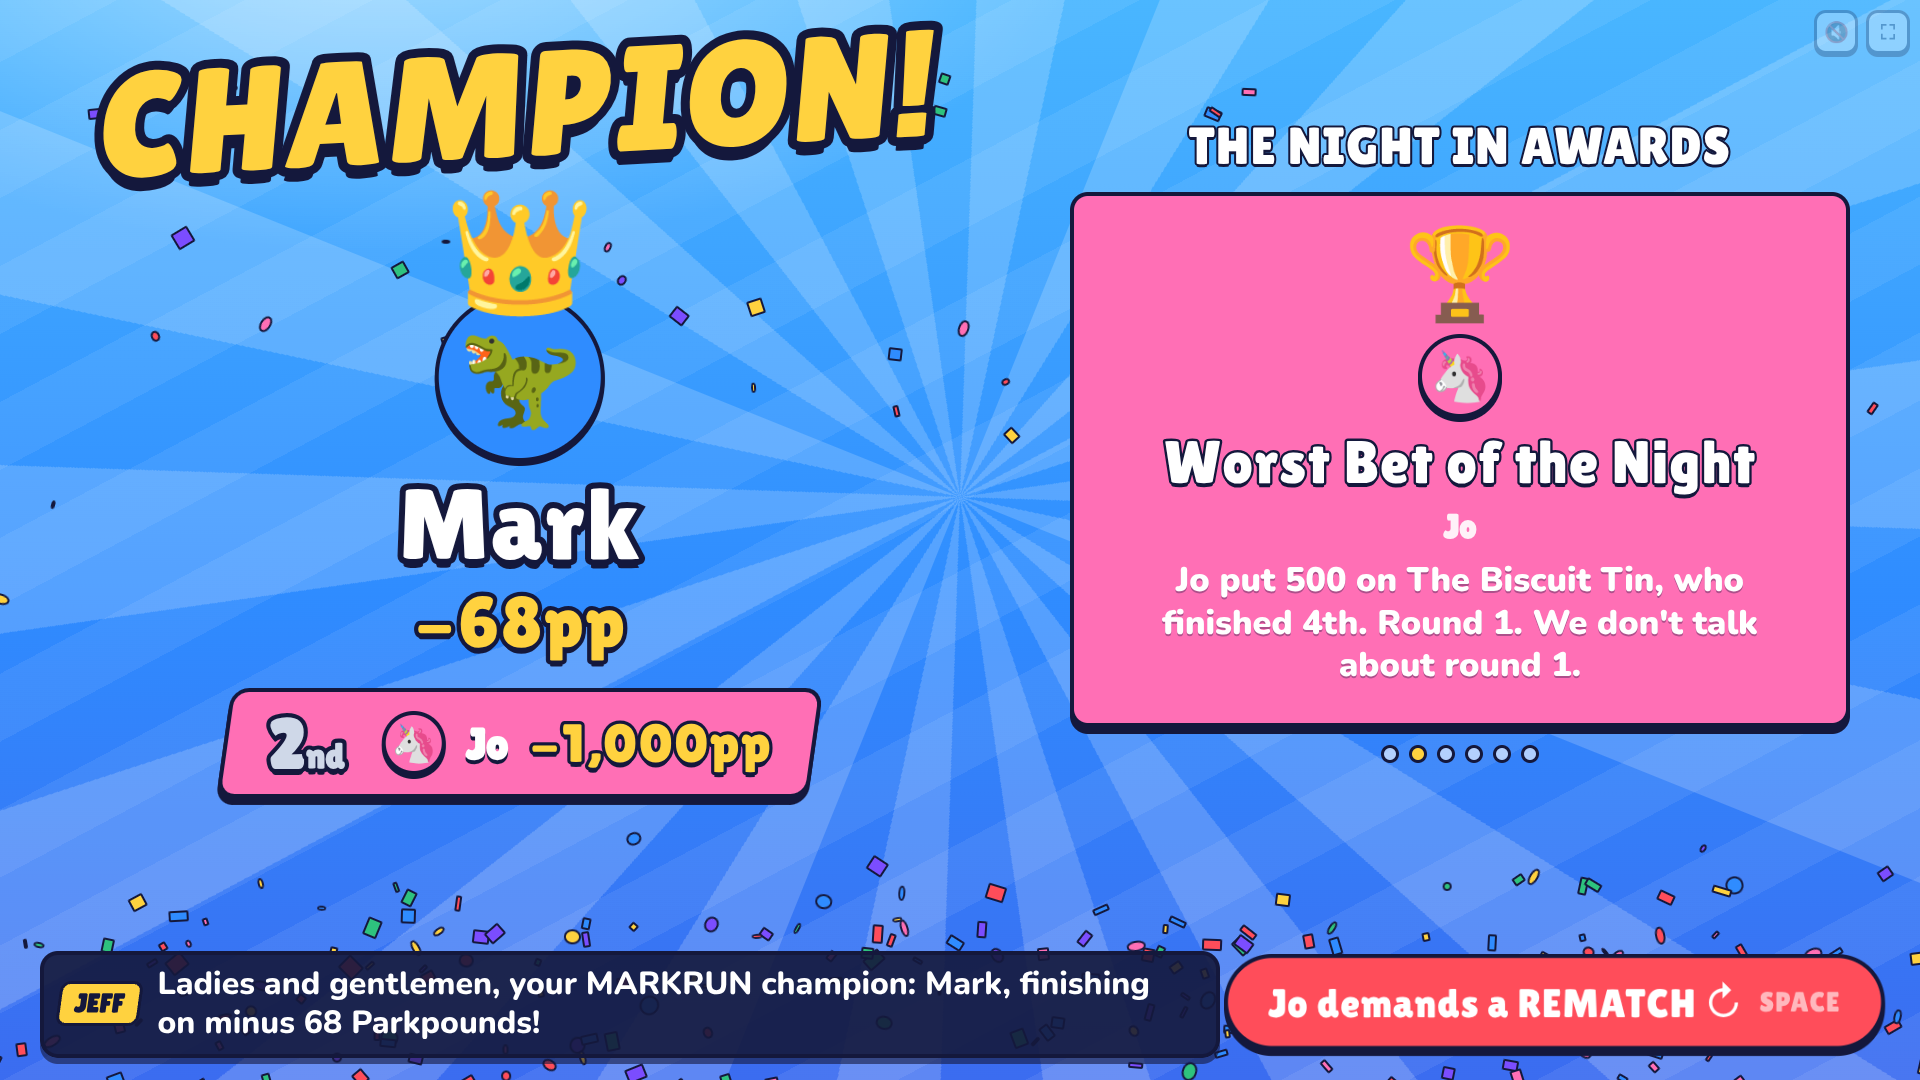 CHAMPION!
Mark
–68pp
2nd Jo –1,000pp
THE NIGHT IN AWARDS
Worst Bet of the Night
Jo
Jo put 500 on The Biscuit Tin, who
finished 4th. Round 1. We don't talk
about round 1.
JEFF
Ladies and gentlemen, your MARKRUN champion: Mark, finishing
on minus 68 Parkpounds!
Jo demands a REMATCH SPACE